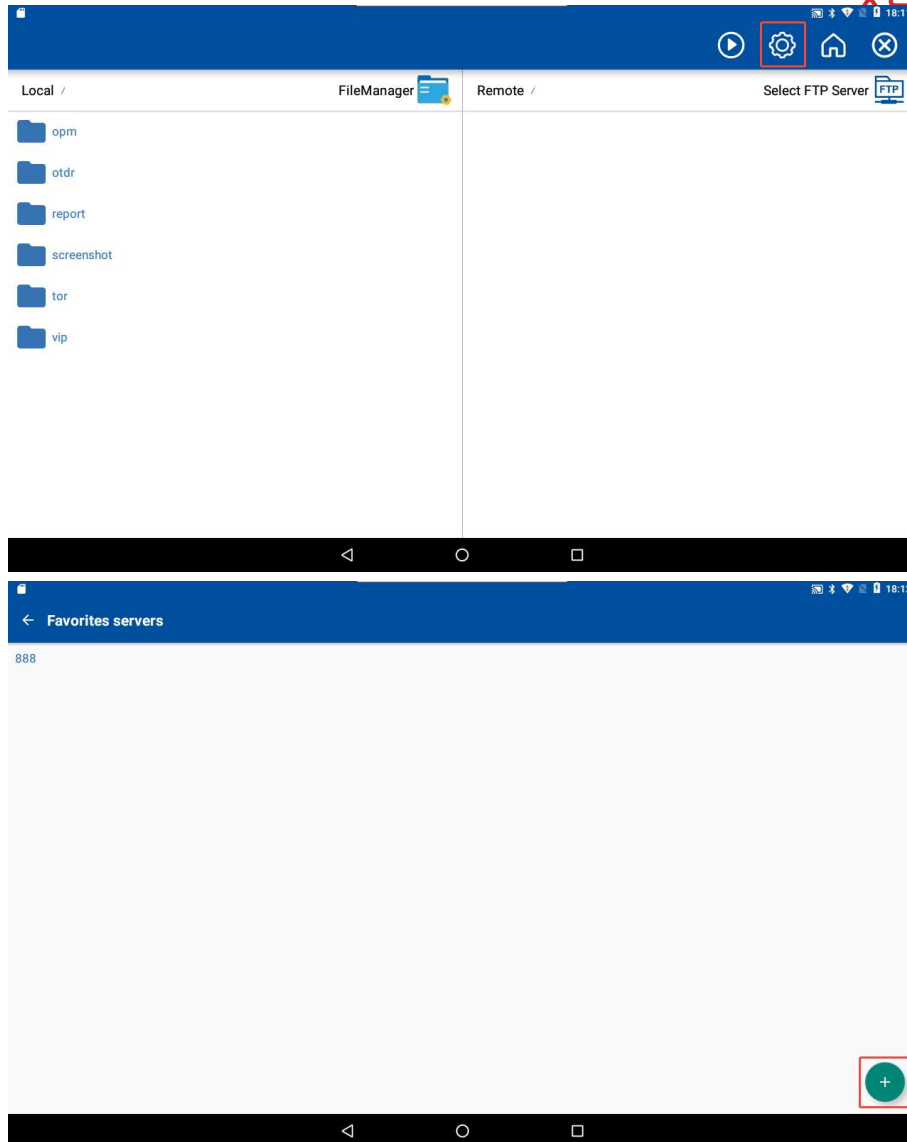 18:1
Local / FileManager Remote / Select FTP Server FTP
opm
otdr
report
screenshot
tor
vip
18:1
Favorites servers
888
+